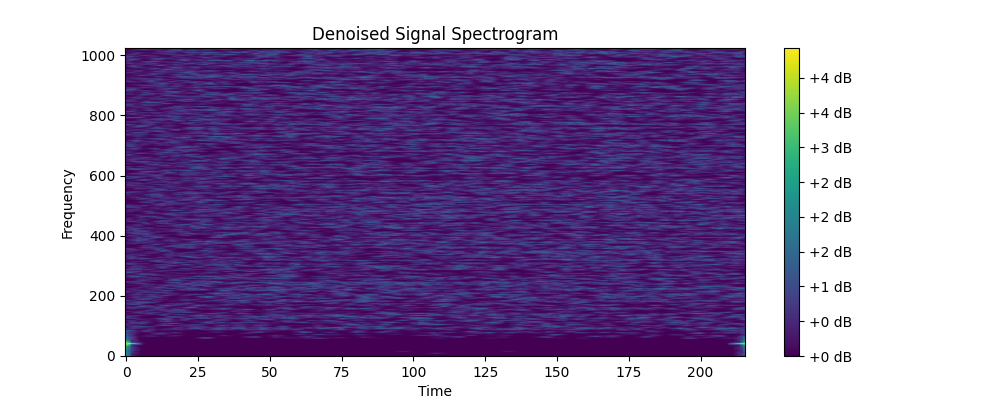 Denoised Signal Spectrogram
Frequency
1000
800
600
400
200
0
0 25 50 75 100 125 150 175 200
Time
+4 dB
+4 dB
+3 dB
+2 dB
+2 dB
+2 dB
+1 dB
+0 dB
+0 dB